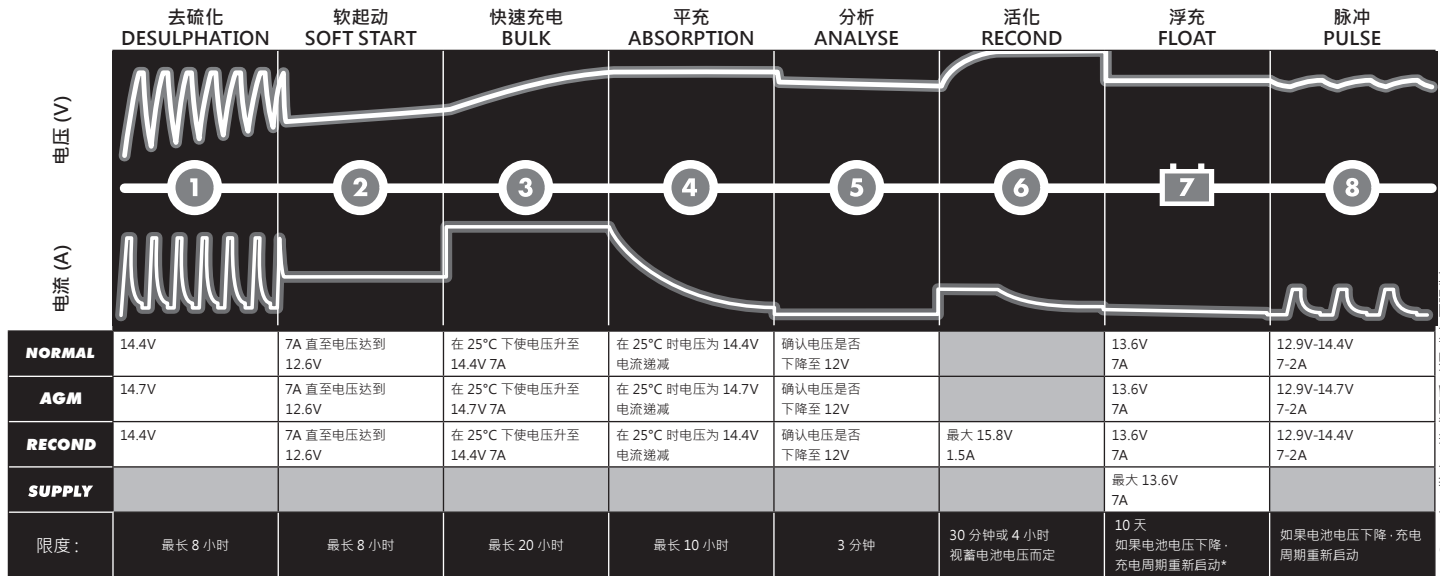 去硫化 软起动 快速充电 平充 分析 活化 浮充 脉冲
DESULPHATION SOFT START BULK ABSORPTION ANALYSE RECOND FLOAT PULSE
电压 (V)
1 2 3 4 5 6 7 8
电流 (A)
NORMAL
14.4V
7A 直至电压达到
12.6V
在 25°C 下使电压升至
14.4V 7A
在 25°C 时电压为 14.4V
电流递减
确认电压是否
下降至 12V
13.6V
7A
12.9V-14.4V
7-2A
AGM
14.7V
7A 直至电压达到
12.6V
在 25°C 下使电压升至
14.7V 7A
在 25°C 时电压为 14.7V
电流递减
确认电压是否
下降至 12V
13.6V
7A
12.9V-14.7V
7-2A
RECOND
14.4V
7A 直至电压达到
12.6V
在 25°C 下使电压升至
14.4V 7A
在 25°C 时电压为 14.4V
电流递减
确认电压是否
下降至 12V
最大 15.8V
1.5A
13.6V
7A
12.9V-14.4V
7-2A
SUPPLY
最大 13.6V
7A
限度：
最长 8 小时
最长 8 小时
最长 20 小时
最长 10 小时
3 分钟
30 分钟或 4 小时
视蓄电池电压而定
10 天
如果电池电压下降 ·
充电周期重新启动*
如果电池电压下降 · 充电
周期重新启动